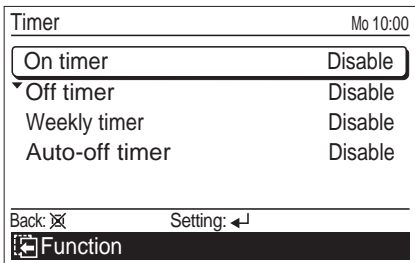 Timer Mo 10:00
On timer Disable
Off timer Disable
Weekly timer Disable
Auto-off timer Disable
Back: Setting:
Function